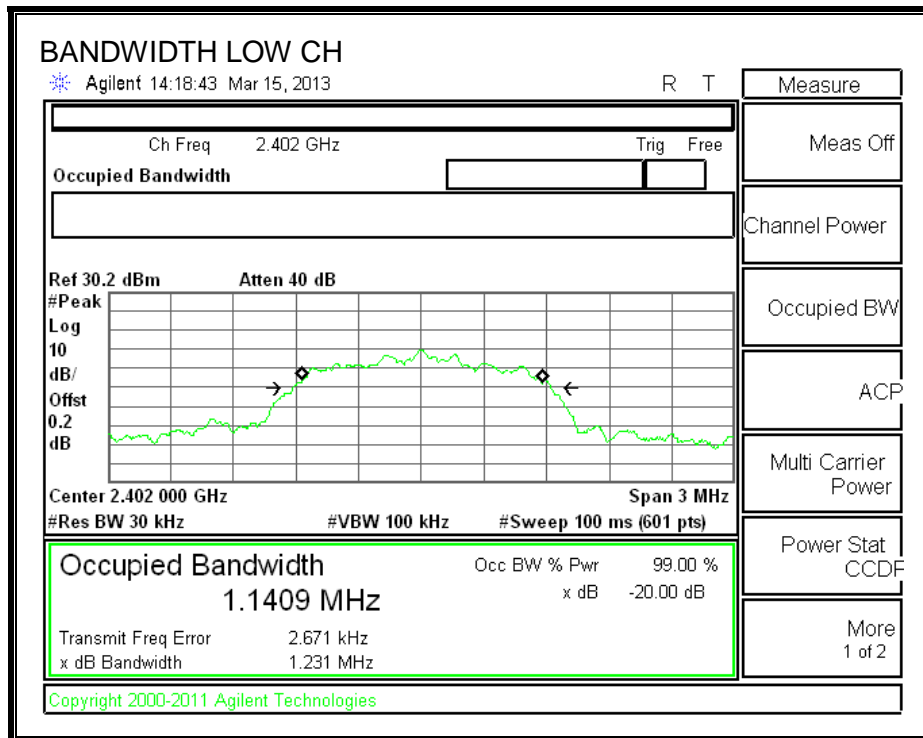 BANDWIDTH LOW CH
Agilent 14:18:43 Mar 15, 2013 R T
Measure
Ch Freq 2.402 GHz Trig Free
Occupied Bandwidth
Meas Off
Channel Power
Occupied BW
ACP
Multi Carrier
Power
Power Stat
CCDF
More
1 of 2
Ref 30.2 dBm Atten 40 dB
#Peak
Log
10
dB/
Offst
0.2
dB
Center 2.402 000 GHz Span 3 MHz
#Res BW 30 kHz #VBW 100 kHz #Sweep 100 ms (601 pts)
Occupied Bandwidth
1.1409 MHz
Occ BW % Pwr 99.00 %
x dB -20.00 dB
Transmit Freq Error 2.671 kHz
x dB Bandwidth 1.231 MHz
Copyright 2000-2011 Agilent Technologies